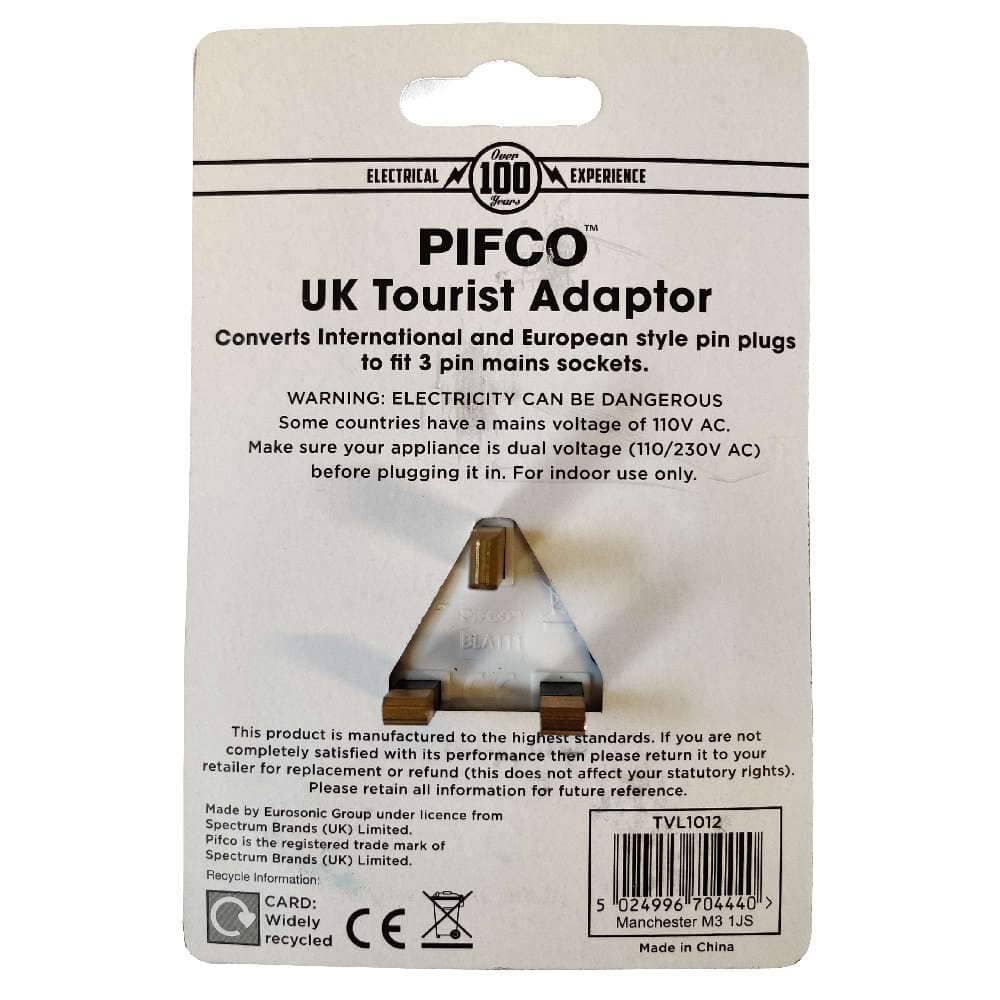 Over
ELECTRICAL 100 EXPERIENCE
Years
PIFCO™
UK Tourist Adaptor
Converts International and European style pin plugs
to fit 3 pin mains sockets.
WARNING: ELECTRICITY CAN BE DANGEROUS
Some countries have a mains voltage of 110V AC.
Make sure your appliance is dual voltage (110/230V AC)
before plugging it in. For indoor use only.
This product is manufactured to the highest standards. If you are not
completely satisfied with its performance then please return it to your
retailer for replacement or refund (this does not affect your statutory rights).
Please retain all information for future reference.
Made by Eurosonic Group under licence from
Spectrum Brands (UK) Limited.
Pifco is the registered trade mark of
Spectrum Brands (UK) Limited.
Recycle Information:
CARD:
Widely
recycled
CE
TVL1012
5 024996 704440 >
Manchester M3 1JS
Made in China